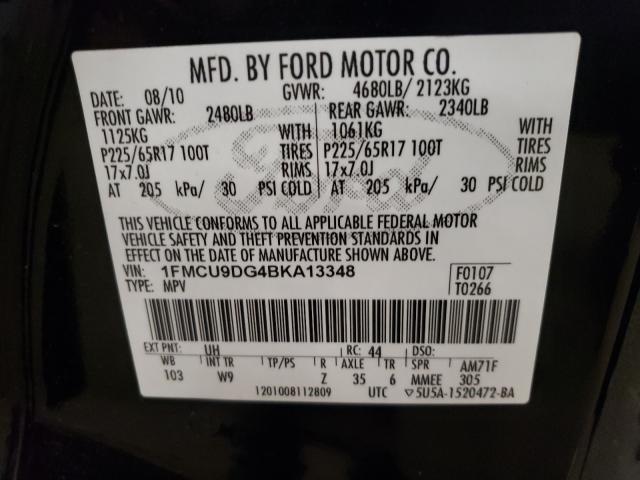 MFD. BY FORD MOTOR CO.
DATE: 08/10 GVWR: 4680LB/ 2123KG
FRONT GAWR: 2480LB REAR GAWR: 2340LB
1125KG WITH 1061KG WITH
P225/65R17 100T TIRES P225/65R17 100T TIRES
17x7.0J RIMS 17x7.0J RIMS
AT 205 kPa/ 30 PSI COLD AT 205 kPa/ 30 PSI COLD
Ford
THIS VEHICLE CONFORMS TO ALL APPLICABLE FEDERAL MOTOR
VEHICLE SAFETY AND THEFT PREVENTION STANDARDS IN
EFFECT ON THE DATE OF MANUFACTURE SHOWN ABOVE.
VIN: 1FMCU9DG4BKA13348 F0107
TYPE: MPV T0266
EXT PNT: UH RC: 44 DSO:
WB INT TR TP/PS R AXLE TR SPR AM71F
103 W9 Z 35 6 MMEE 305
1201008112809 UTC ▽5U5A-1520472-BA